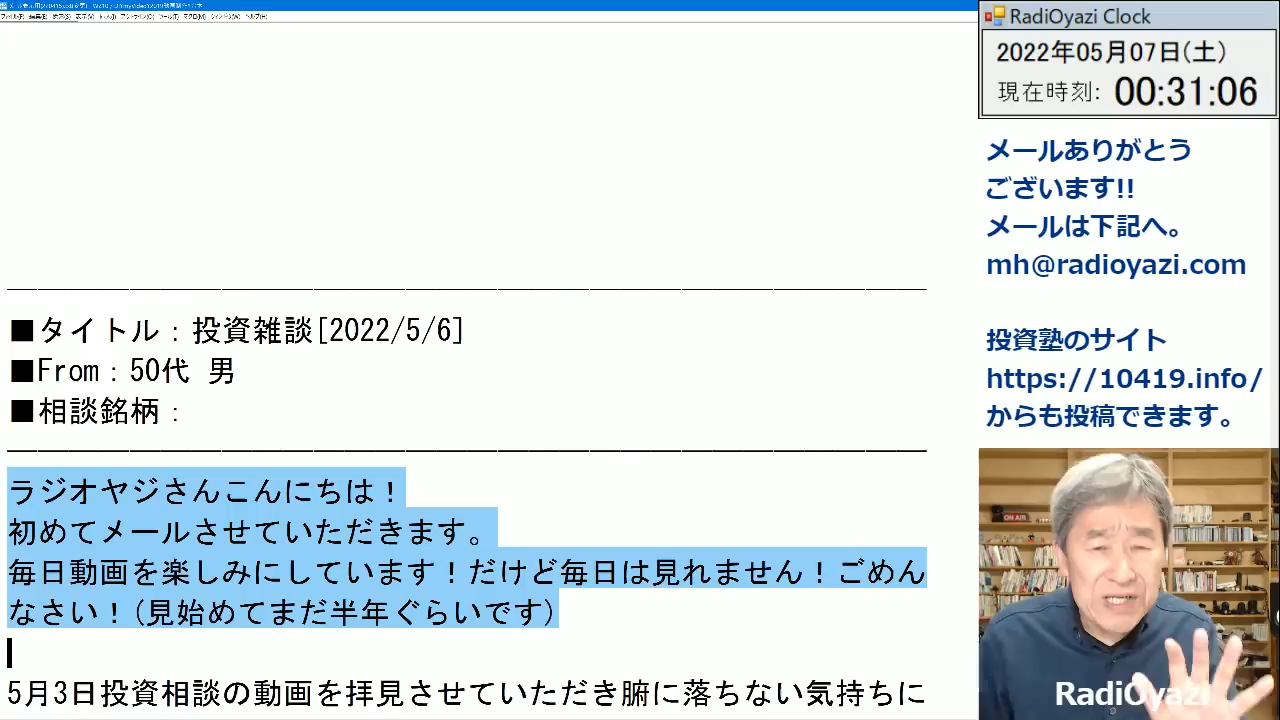 RadiOyazi Clock
2022年05月07日(土)
現在時刻: 00:31:06
メールありがとう
ございます!!
メールは下記へ。
mh@radioyazi.com
投資塾のサイト
https://10419.info/
からも投稿できます。
■タイトル：投資雑談[2022/5/6]
■From：50代 男
■相談銘柄：
ラジオヤジさんこんにちは！
初めてメールさせていただきます。
毎日動画を楽しみにしています！だけど毎日は見れません！ごめん
なさい！(見始めてまだ半年ぐらいです)
5月3日投資相談の動画を拝見させていただき腑に落ちない気持ちに
ON AIR
RadiOyazi